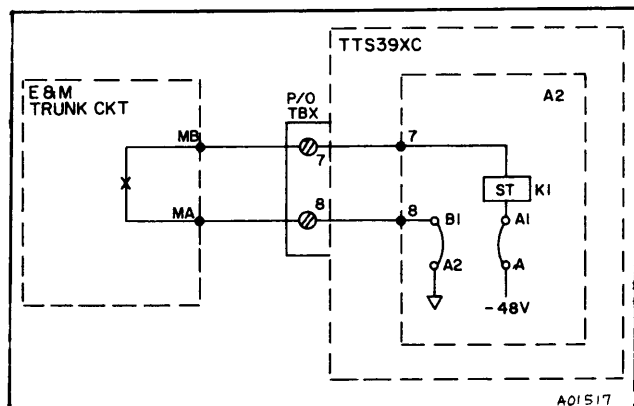 TTS39XC
E&M
TRUNK CKT
P/O
TBX
A2
MB
7
7
ST K1
MA
8
8
B1
A1
A2
A
-48V
A01517